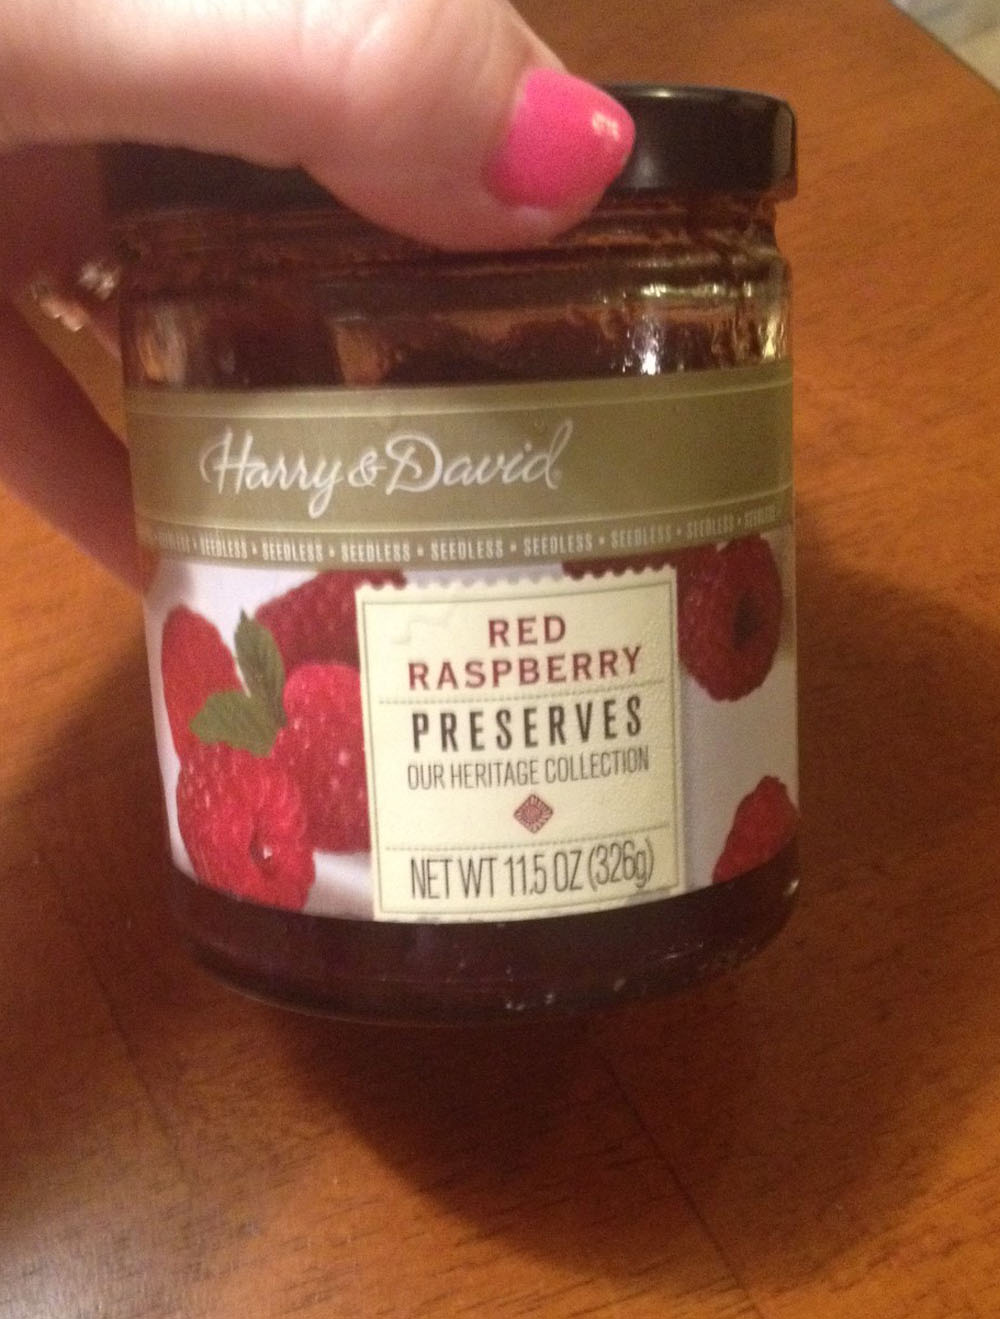 Harry & David
SEEDLESS • SEEDLESS • SEEDLESS • SEEDLESS • SEEDLESS • SEEDLESS • SEEDLESS •
RED
RASPBERRY
PRESERVES
OUR HERITAGE COLLECTION
NET WT 11.5 OZ (326g)